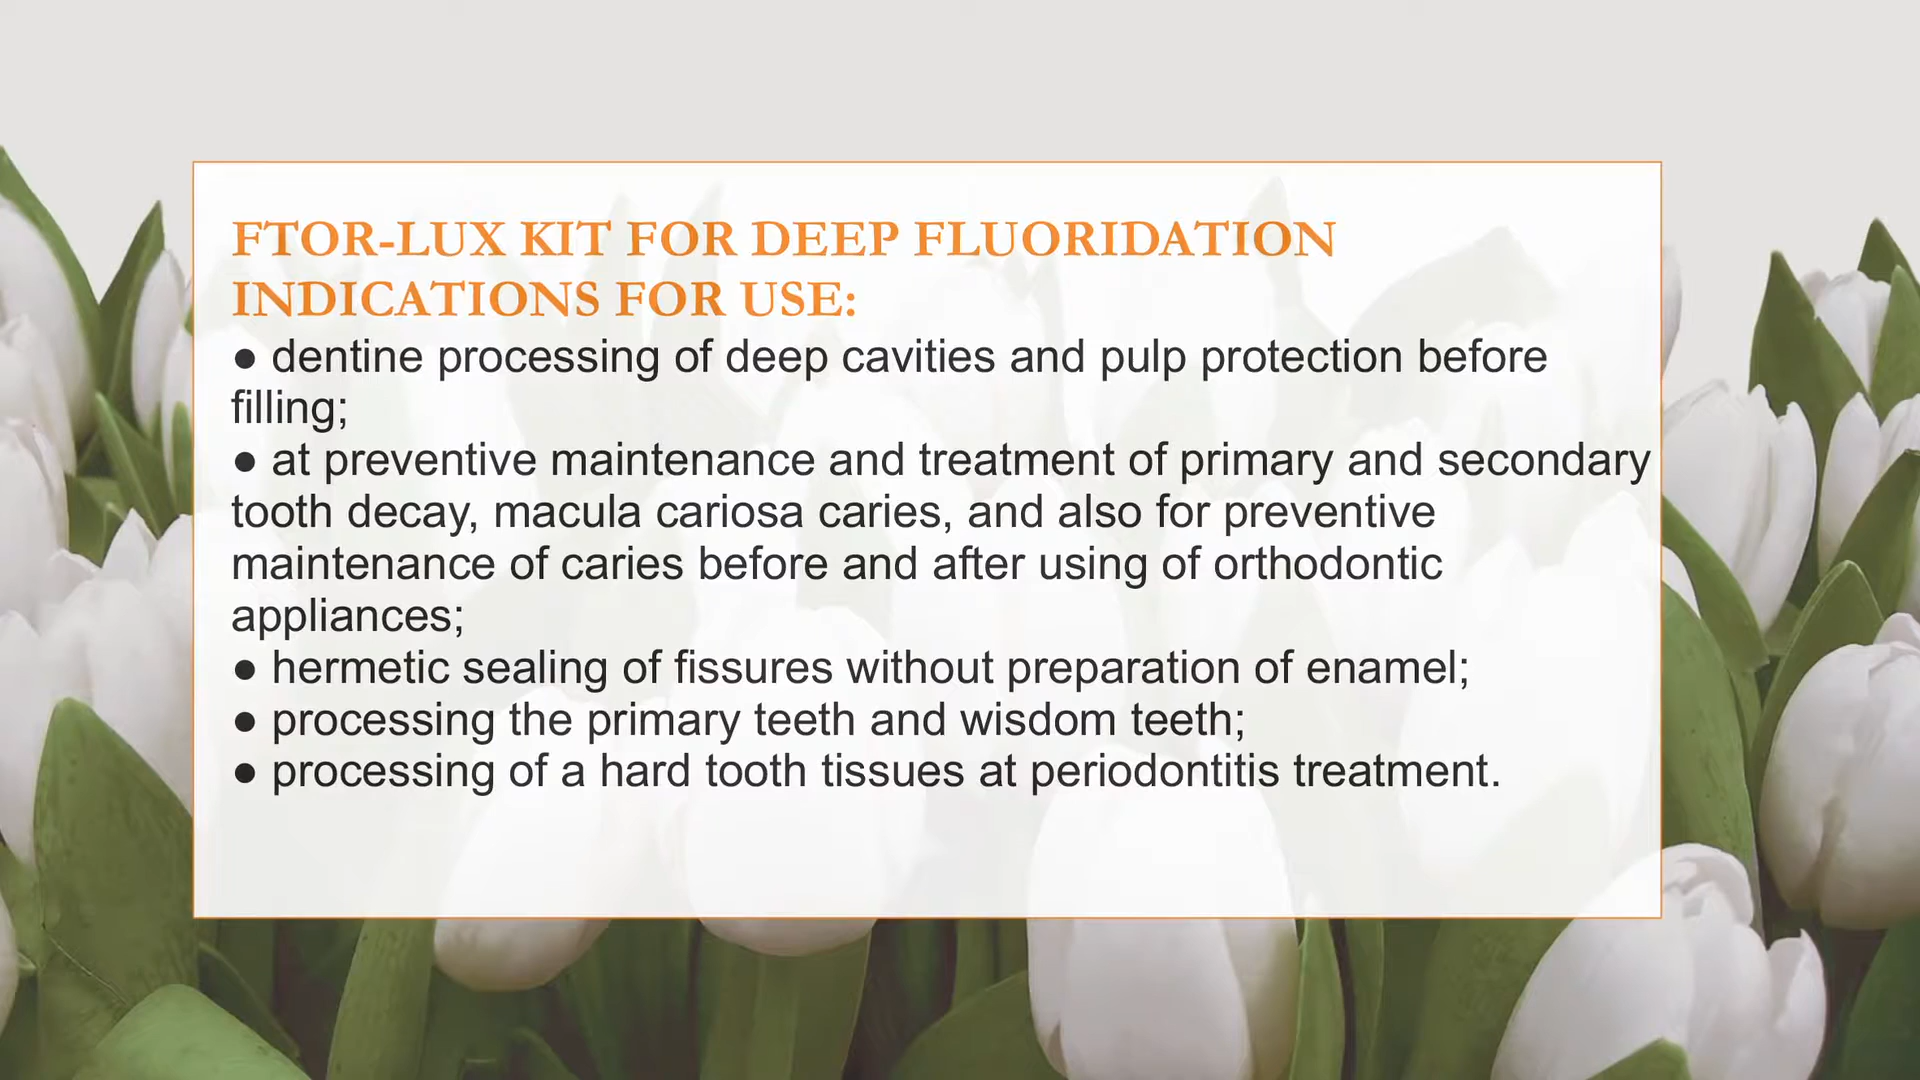 FTOR-LUX KIT FOR DEEP FLUORIDATION
INDICATIONS FOR USE:
● dentine processing of deep cavities and pulp protection before
filling;
● at preventive maintenance and treatment of primary and secondary
tooth decay, macula cariosa caries, and also for preventive
maintenance of caries before and after using of orthodontic
appliances;
● hermetic sealing of fissures without preparation of enamel;
● processing the primary teeth and wisdom teeth;
● processing of a hard tooth tissues at periodontitis treatment.